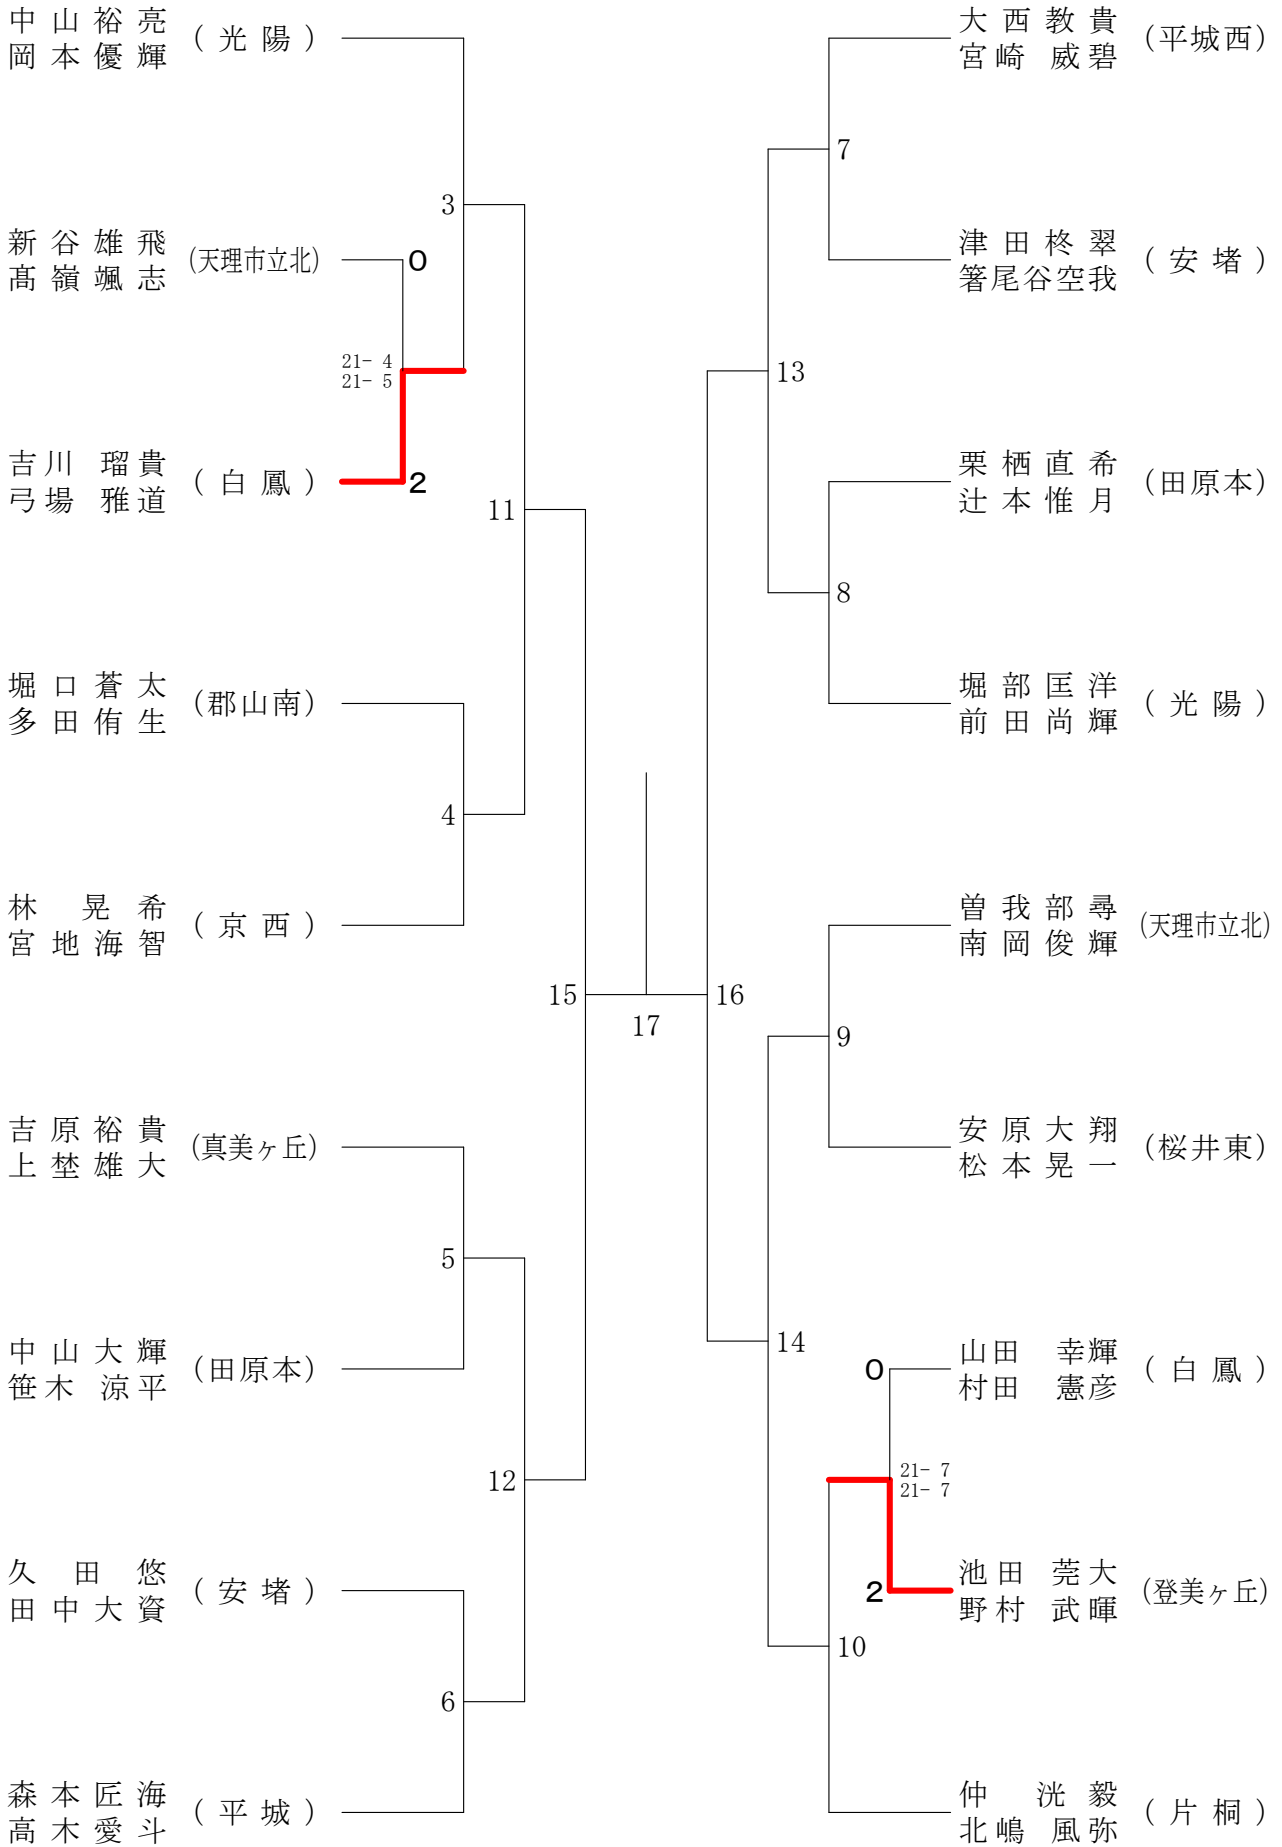 中山裕亮
岡本優輝
(光陽)
3
新谷雄飛
髙嶺颯志
(天理市立北)
0
21- 4
21- 5
吉川 瑠貴
弓場 雅道
(白鳳)
2
11
堀口蒼太
多田侑生
(郡山南)
4
林 晃希
宮地海智
(京西)
15
吉原裕貴
上埜雄大
(真美ヶ丘)
5
中山大輝
笹木 涼平
(田原本)
12
久田 悠
田中大資
(安堵)
6
森本匠海
高木愛斗
(平城)
17
大西教貴
宮崎 威碧
(平城西)
7
津田柊翠
箸尾谷空我
(安堵)
13
栗栖直希
辻本惟月
(田原本)
8
堀部匡洋
前田尚輝
(光陽)
16
曽我部尋
南岡俊輝
(天理市立北)
9
安原大翔
松本晃一
(桜井東)
14
0
山田 幸輝
村田 憲彦
(白鳳)
21- 7
21- 7
2
池田 莞大
野村 武暉
(登美ヶ丘)
10
仲 洸毅
北嶋 風弥
(片桐)